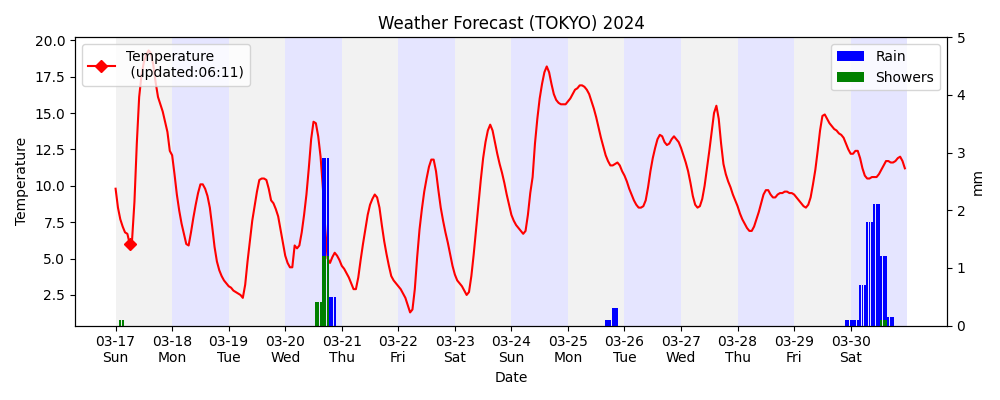 Weather Forecast (TOKYO) 2024
Temperature
(updated:06:11)
Rain
Showers
Temperature
20.0
17.5
15.0
12.5
10.0
7.5
5.0
2.5
5
4
3
2
1
0
mm
03-17 03-18 03-19 03-20 03-21 03-22 03-23 03-24 03-25 03-26 03-27 03-28 03-29 03-30
Sun Mon Tue Wed Thu Fri Sat Sun Mon Tue Wed Thu Fri Sat
Date